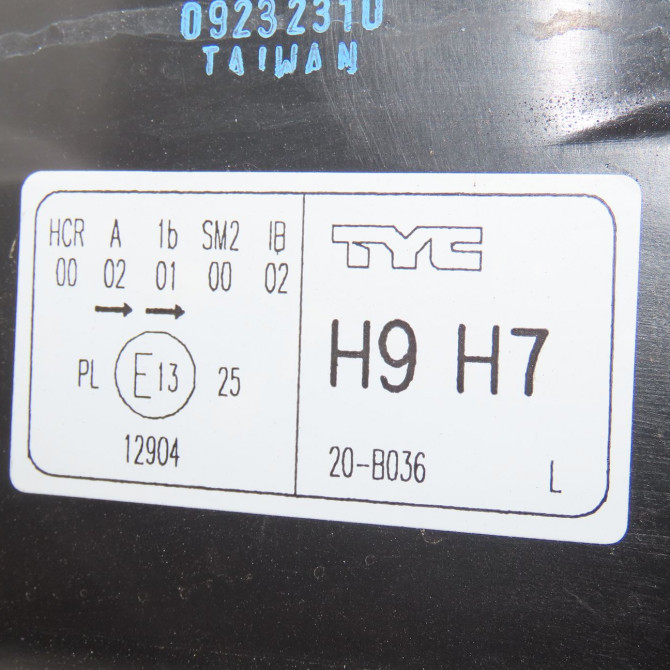 09232310
TAIWAN
HCR A 1b SM2 IB
00 02 01 00 02
→ →
PL E13 25
12904
TYC
H9 H7
20-B036
L